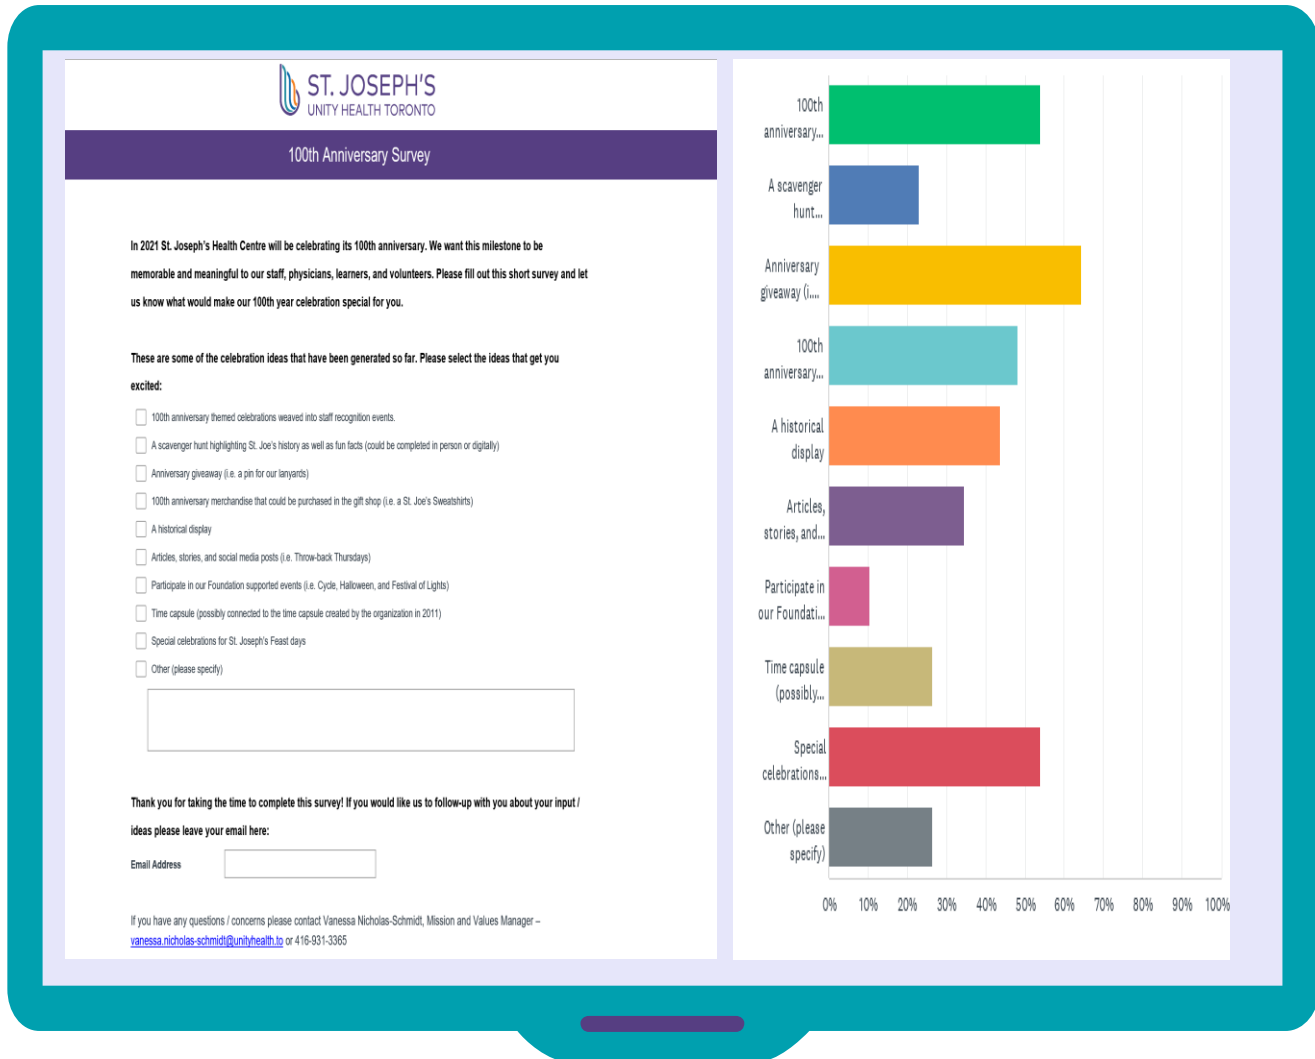 ST. JOSEPH'S
UNITY HEALTH TORONTO
100th Anniversary Survey
In 2021 St. Joseph's Health Centre will be celebrating its 100th anniversary. We want this milestone to be
memorable and meaningful to our staff, physicians, learners, and volunteers. Please fill out this short survey and let
us know what would make our 100th year celebration special for you.
These are some of the celebration ideas that have been generated so far. Please select the ideas that get you
excited:
100th anniversary themed celebrations weaved into staff recognition events.
A scavenger hunt highlighting St. Joe's history as well as fun facts (could be completed in person or digitally)
Anniversary giveaway (i.e. a pin for our lanyards)
100th anniversary merchandise that could be purchased in the gift shop (i.e. a St. Joe's Sweatshirts)
A historical display
Articles, stories, and social media posts (i.e. Throw-back Thursdays)
Participate in our Foundation supported events (i.e. Cycle, Halloween, and Festival of Lights)
Time capsule (possibly connected to the time capsule created by the organization in 2011)
Special celebrations for St. Joseph's Feast days
Other (please specify)
Thank you for taking the time to complete this survey! If you would like us to follow-up with you about your input /
ideas please leave your email here:
Email Address
If you have any questions / concerns please contact Vanessa Nicholas-Schmidt, Mission and Values Manager –
vanessa.nicholas-schmidt@unityhealth.to or 416-931-3365
100th
anniversary...
A scavenger
hunt...
Anniversary
giveaway (i....
100th
anniversary...
A historical
display
Articles,
stories, and...
Participate in
our Foundati...
Time capsule
(possibly...
Special
celebrations...
Other (please
specify)
0% 10% 20% 30% 40% 50% 60% 70% 80% 90% 100%